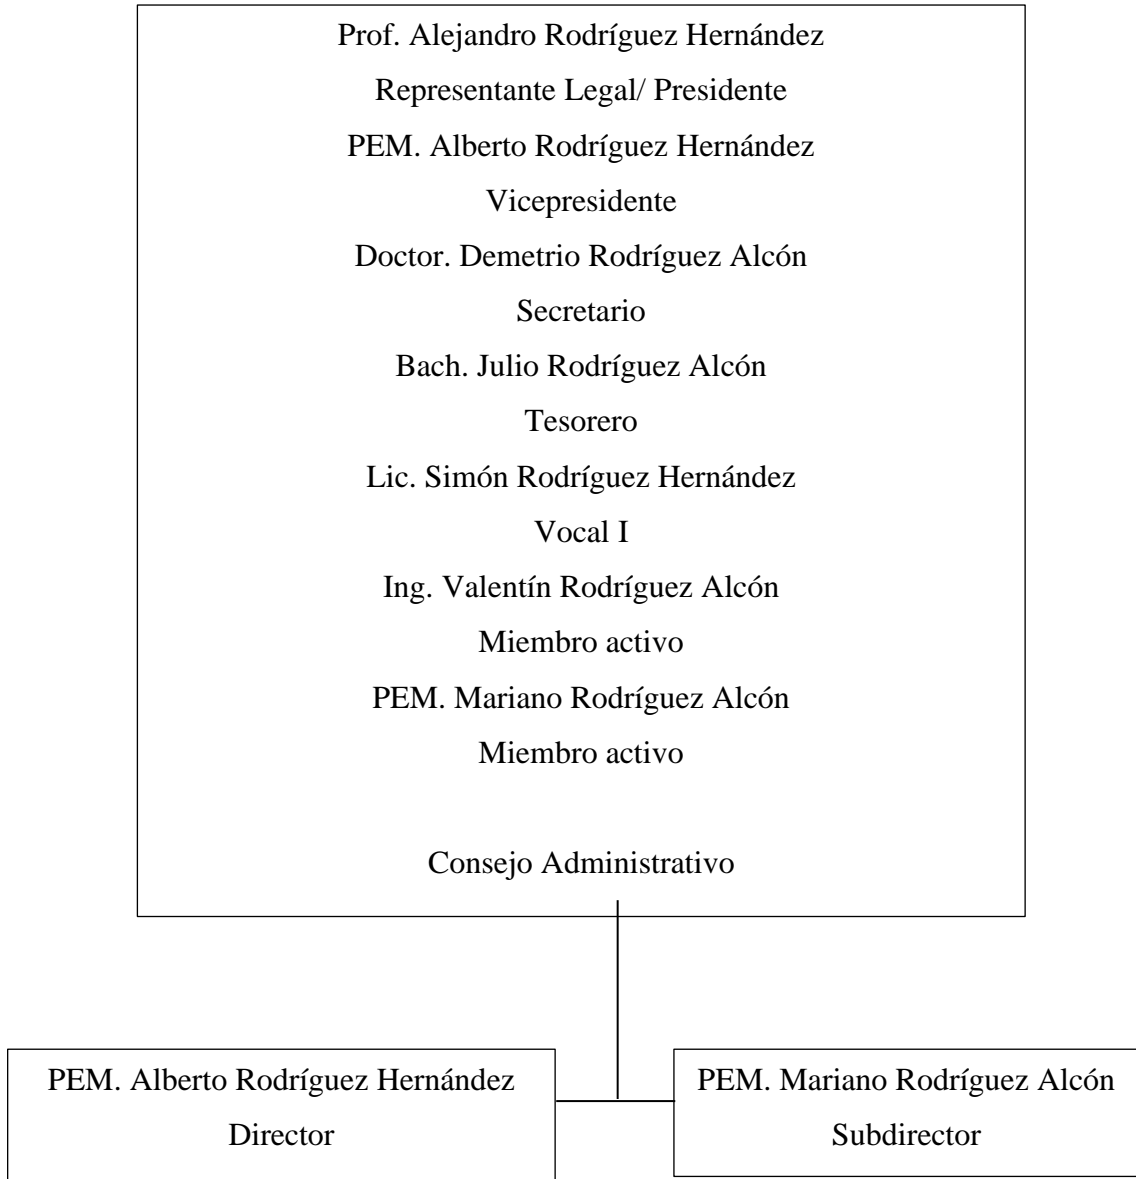 Prof. Alejandro Rodríguez Hernández
Representante Legal/ Presidente
PEM. Alberto Rodríguez Hernández
Vicepresidente
Doctor. Demetrio Rodríguez Alcón
Secretario
Bach. Julio Rodríguez Alcón
Tesorero
Lic. Simón Rodríguez Hernández
Vocal I
Ing. Valentín Rodríguez Alcón
Miembro activo
PEM. Mariano Rodríguez Alcón
Miembro activo
Consejo Administrativo
PEM. Alberto Rodríguez Hernández
Director
PEM. Mariano Rodríguez Alcón
Subdirector